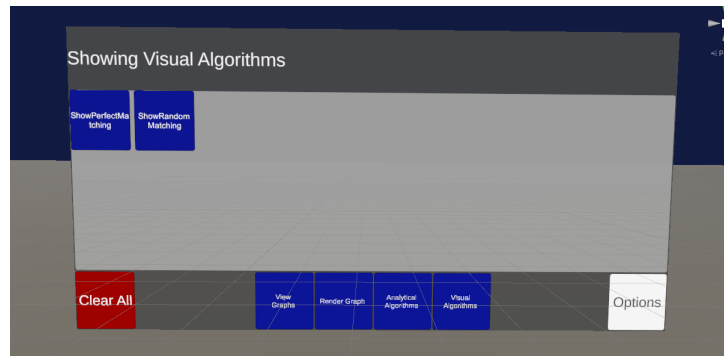 Showing Visual Algorithms
ShowPerfectMa
tching
ShowRandom
Matching
Clear All
View
Graphs
Render Graph
Analytical
Algorithms
Visual
Algorithms
Options